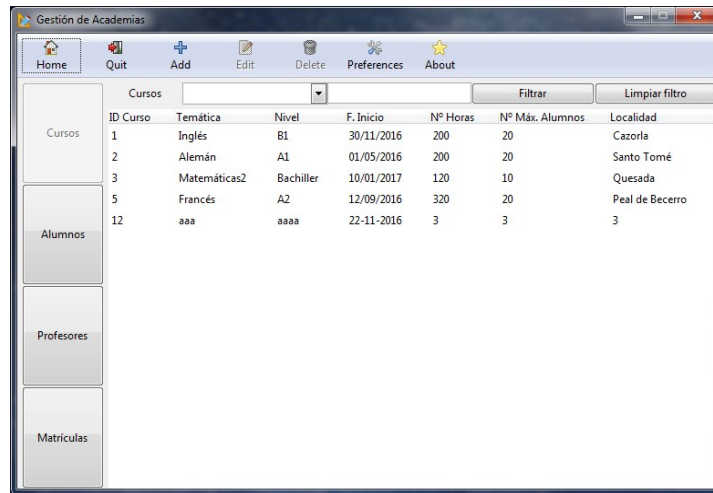 Gestión de Academias
Home Quit Add Edit Delete Preferences About
Cursos Filtrar Limpiar filtro
ID Curso Temática Nivel F. Inicio Nº Horas Nº Máx. Alumnos Localidad
1 Inglés B1 30/11/2016 200 20 Cazorla
2 Alemán A1 01/05/2016 200 20 Santo Tomé
3 Matemáticas2 Bachiller 10/01/2017 120 10 Quesada
5 Francés A2 12/09/2016 320 20 Peal de Becerro
12 aaa aaaa 22-11-2016 3 3 3
Cursos
Alumnos
Profesores
Matrículas